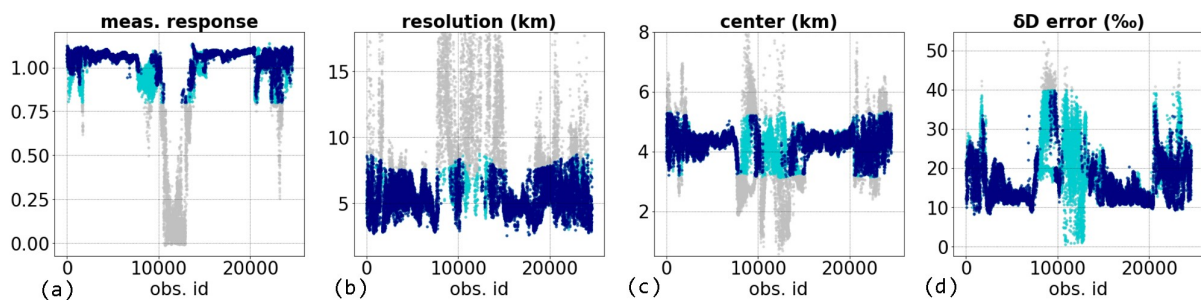 meas. response
1.00
0.75
0.50
0.25
0.00
0
10000
20000
(a)
obs. id
resolution (km)
15
10
5
0
10000
20000
(b)
obs. id
center (km)
8
6
4
2
0
10000
20000
(c)
obs. id
δD error (‰)
50
40
30
20
10
0
0
10000
20000
(d)
obs. id